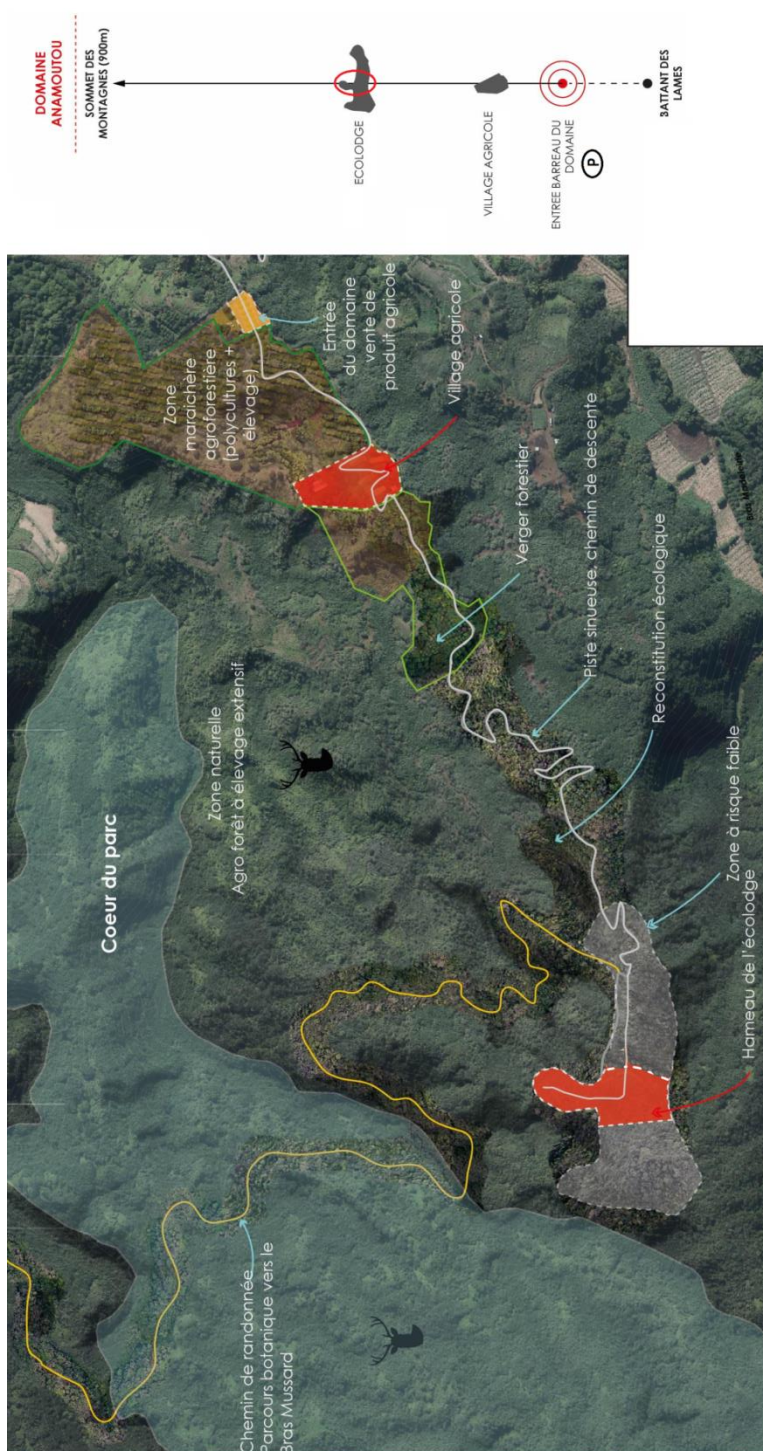 DOMAINE
ANAMOUTOU
SOMMET DES
MONTAGNES (900m)
ECOLODGE
VILLAGE AGRICOLE
ENTREE BARREAU DU
DOMAINE
P
BATTANT DES
LAMES
Coeur du parc
Zone naturelle
Agro forêt à élevage extensif
Zone
maraichère
agroforestière
(polycultures +
élevage)
Entrée
du domaine
vente de
produit agricole
Village agricole
Verger forestier
Piste sinueuse, chemin de descente
Reconstitution écologique
Zone à risque faible
Hameau de l'écolodge
Chemin de randonnée
Parcours botanique vers le
Bras Mussard